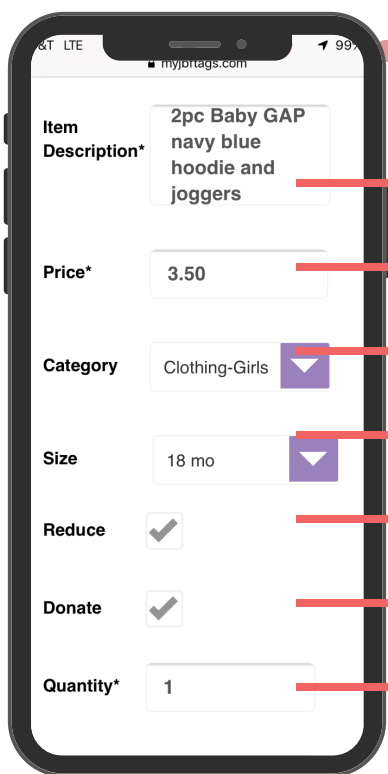 &T LTE 99%
myjbftags.com
Item
Description*
2pc Baby GAP
navy blue
hoodie and
joggers
Price* 3.50
Category Clothing-Girls
Size 18 mo
Reduce
Donate
Quantity* 1